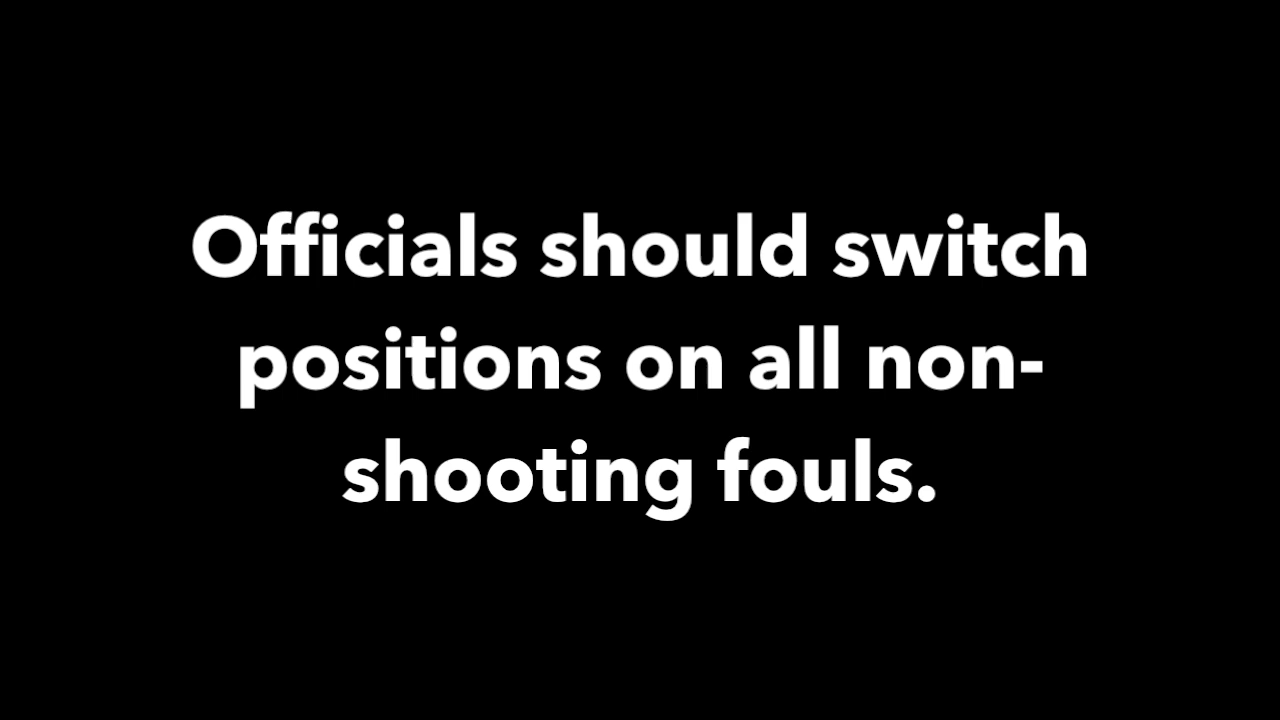 Officials should switch
positions on all non-
shooting fouls.